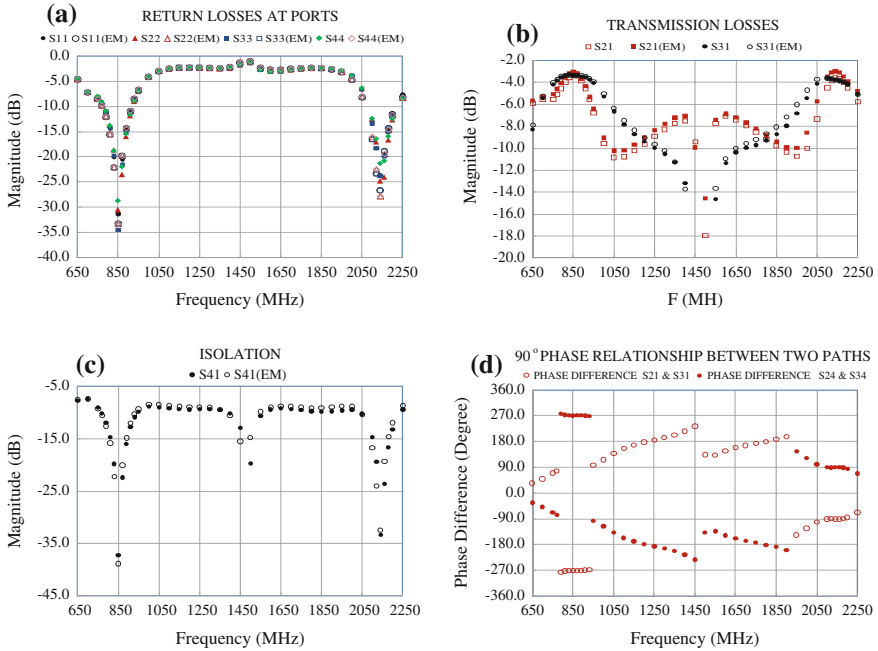 (a)
RETURN LOSSES AT PORTS
S11 S11(EM) S22 S22(EM) S33 S33(EM) S44 S44(EM)
0.0
-5.0
-10.0
-15.0
-20.0
-25.0
-30.0
-35.0
-40.0
Magnitude (dB)
650 850 1050 1250 1450 1650 1850 2050 2250
Frequency (MHz)
(b)
TRANSMISSION LOSSES
S21 S21(EM) S31 S31(EM)
-2.0
-4.0
-6.0
-8.0
-10.0
-12.0
-14.0
-16.0
-18.0
-20.0
Magnitude (dB)
650 850 1050 1250 1450 1650 1850 2050 2250
F (MH)
(c)
ISOLATION
S41 S41(EM)
-5.0
-15.0
-25.0
-35.0
-45.0
Magnitude (dB)
650 850 1050 1250 1450 1650 1850 2050 2250
Frequency (MHz)
(d)
90° PHASE RELATIONSHIP BETWEEN TWO PATHS
PHASE DIFFERENCE S21 & S31 PHASE DIFFERENCE S24 & S34
360.0
270.0
180.0
90.0
0.0
-90.0
-180.0
-270.0
-360.0
Phase Difference (Degree)
650 850 1050 1250 1450 1650 1850 2050 2250
Frequency (MHz)